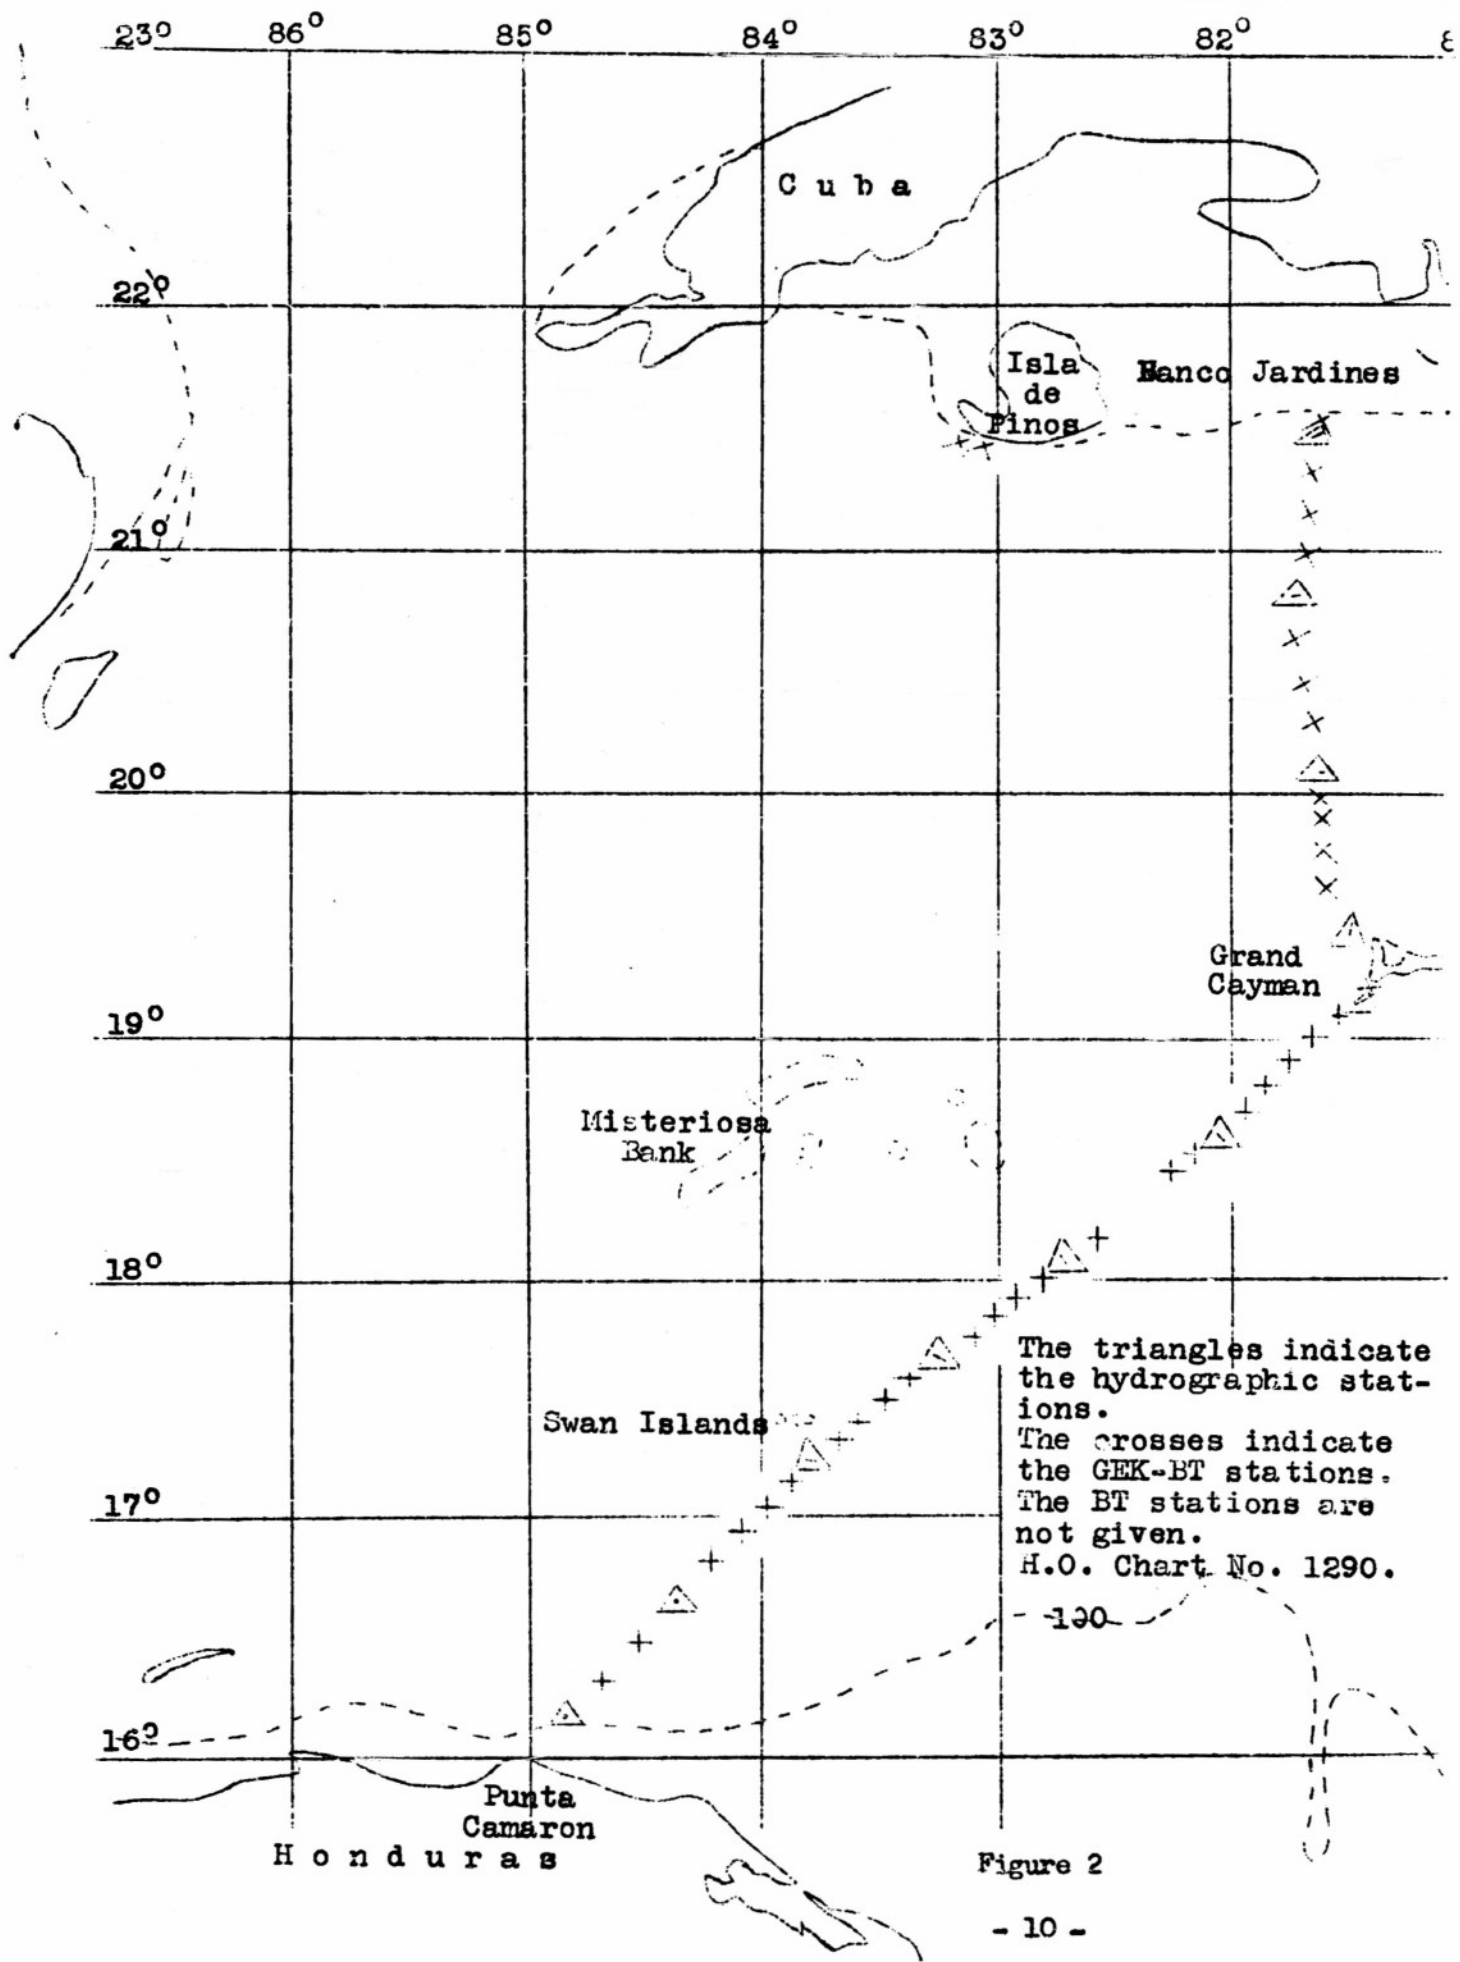 23° 86° 85° 84° 83° 82° 8
Cuba
22°
Isla
de
Pinos
Banco Jardines
21°
20°
Grand
Cayman
19°
Misteriosa
Bank
18°
The triangles indicate
the hydrographic stat-
ions.
The crosses indicate
the GEK-BT stations.
The BT stations are
not given.
H.O. Chart No. 1290.
Swan Islands
17°
100
16°
Punta
Camaron
Honduras
Figure 2
- 10 -